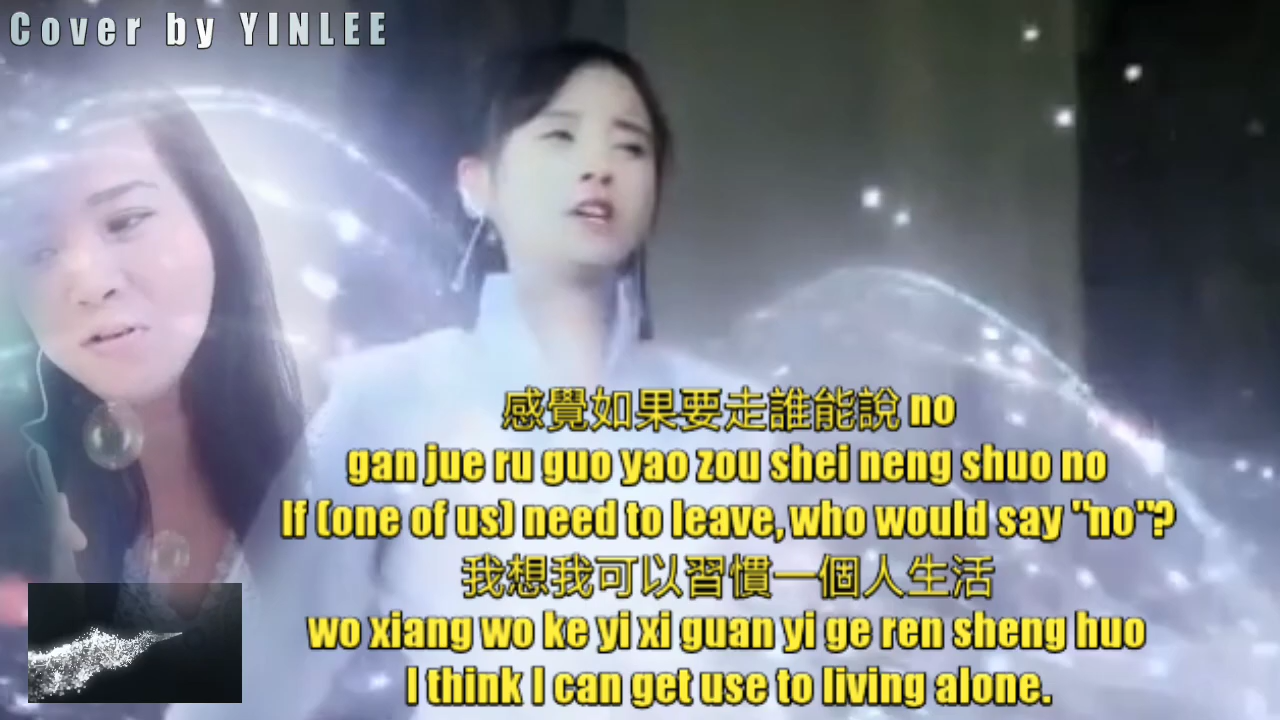 Cover by YINLEE
感覺如果要走誰能說 no
gan jue ru guo yao zou shei neng shuo no
If (one of us) need to leave, who would say "no"?
我想我可以習慣一個人生活
wo xiang wo ke yi xi guan yi ge ren sheng huo
I think I can get use to living alone.